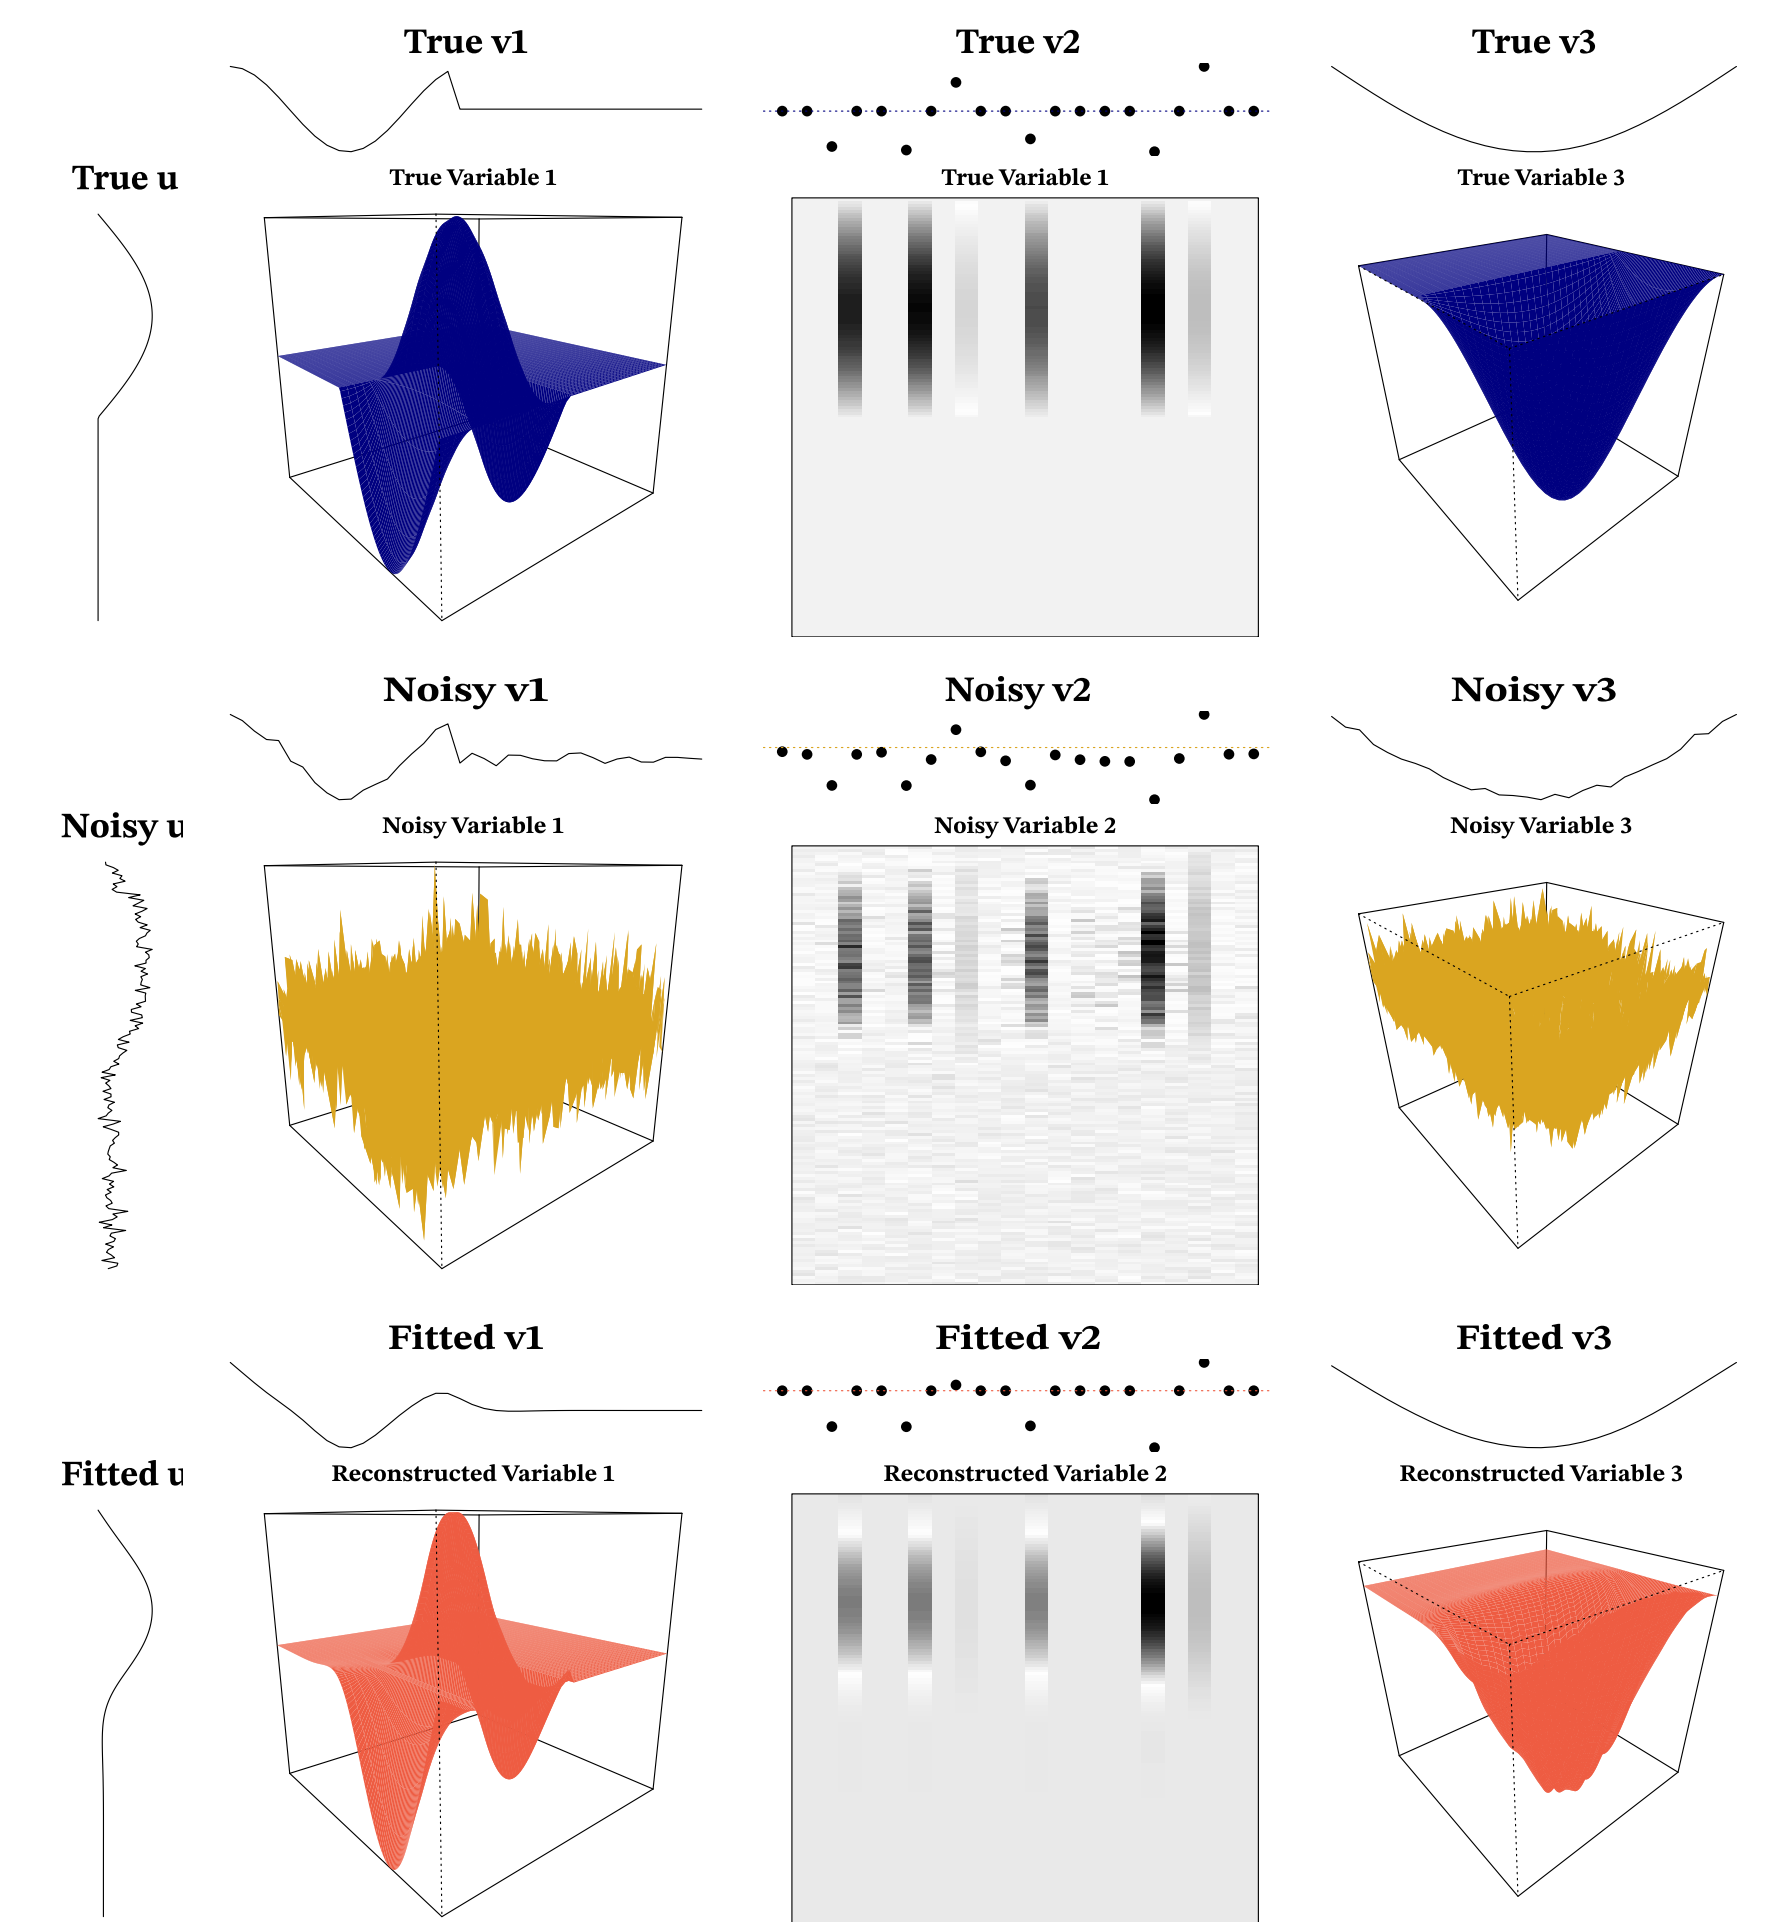 True v1
True v2
True v3
True u
True Variable 1
True Variable 1
True Variable 3
Noisy v1
Noisy v2
Noisy v3
Noisy u
Noisy Variable 1
Noisy Variable 2
Noisy Variable 3
Fitted v1
Fitted v2
Fitted v3
Fitted u
Reconstructed Variable 1
Reconstructed Variable 2
Reconstructed Variable 3